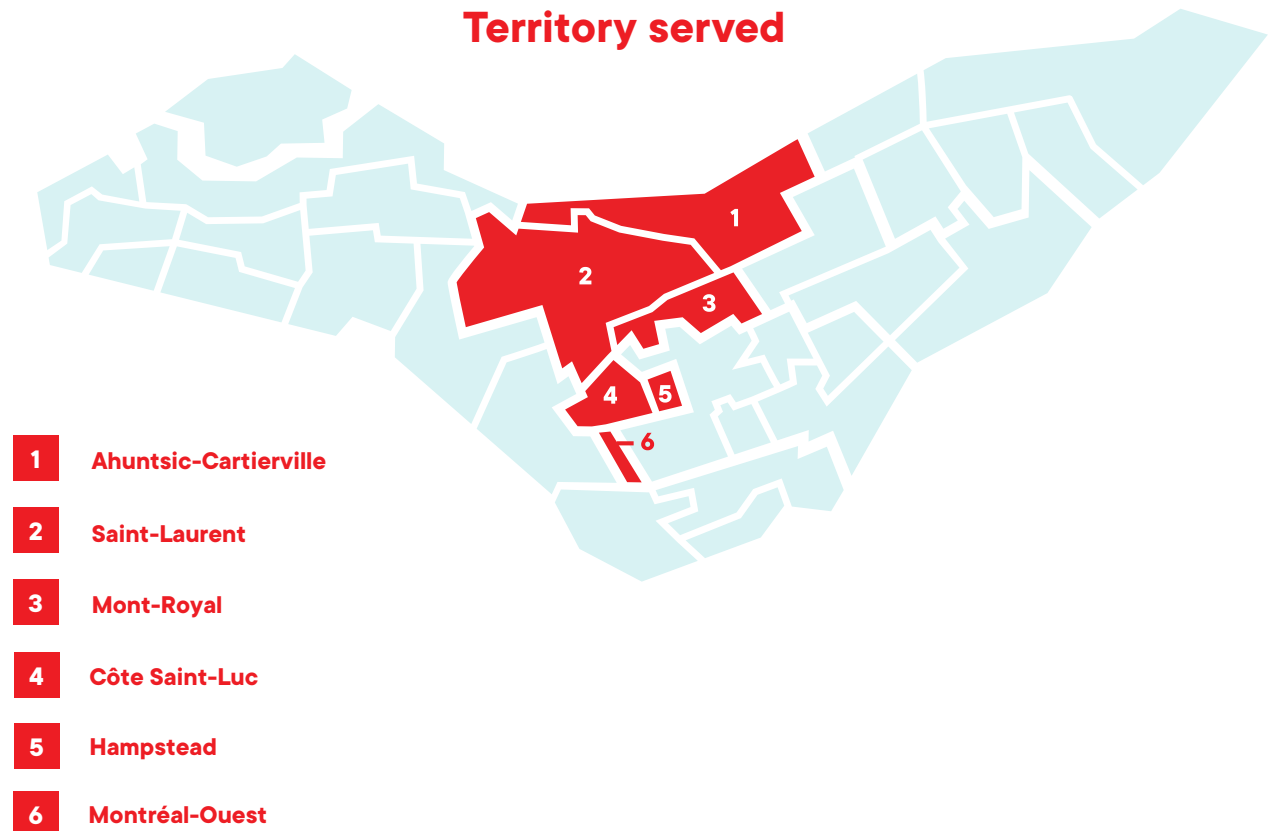 Territory served
1
2
3
4
5
6
1 Ahuntsic-Cartierville
2 Saint-Laurent
3 Mont-Royal
4 Côte Saint-Luc
5 Hampstead
6 Montréal-Ouest